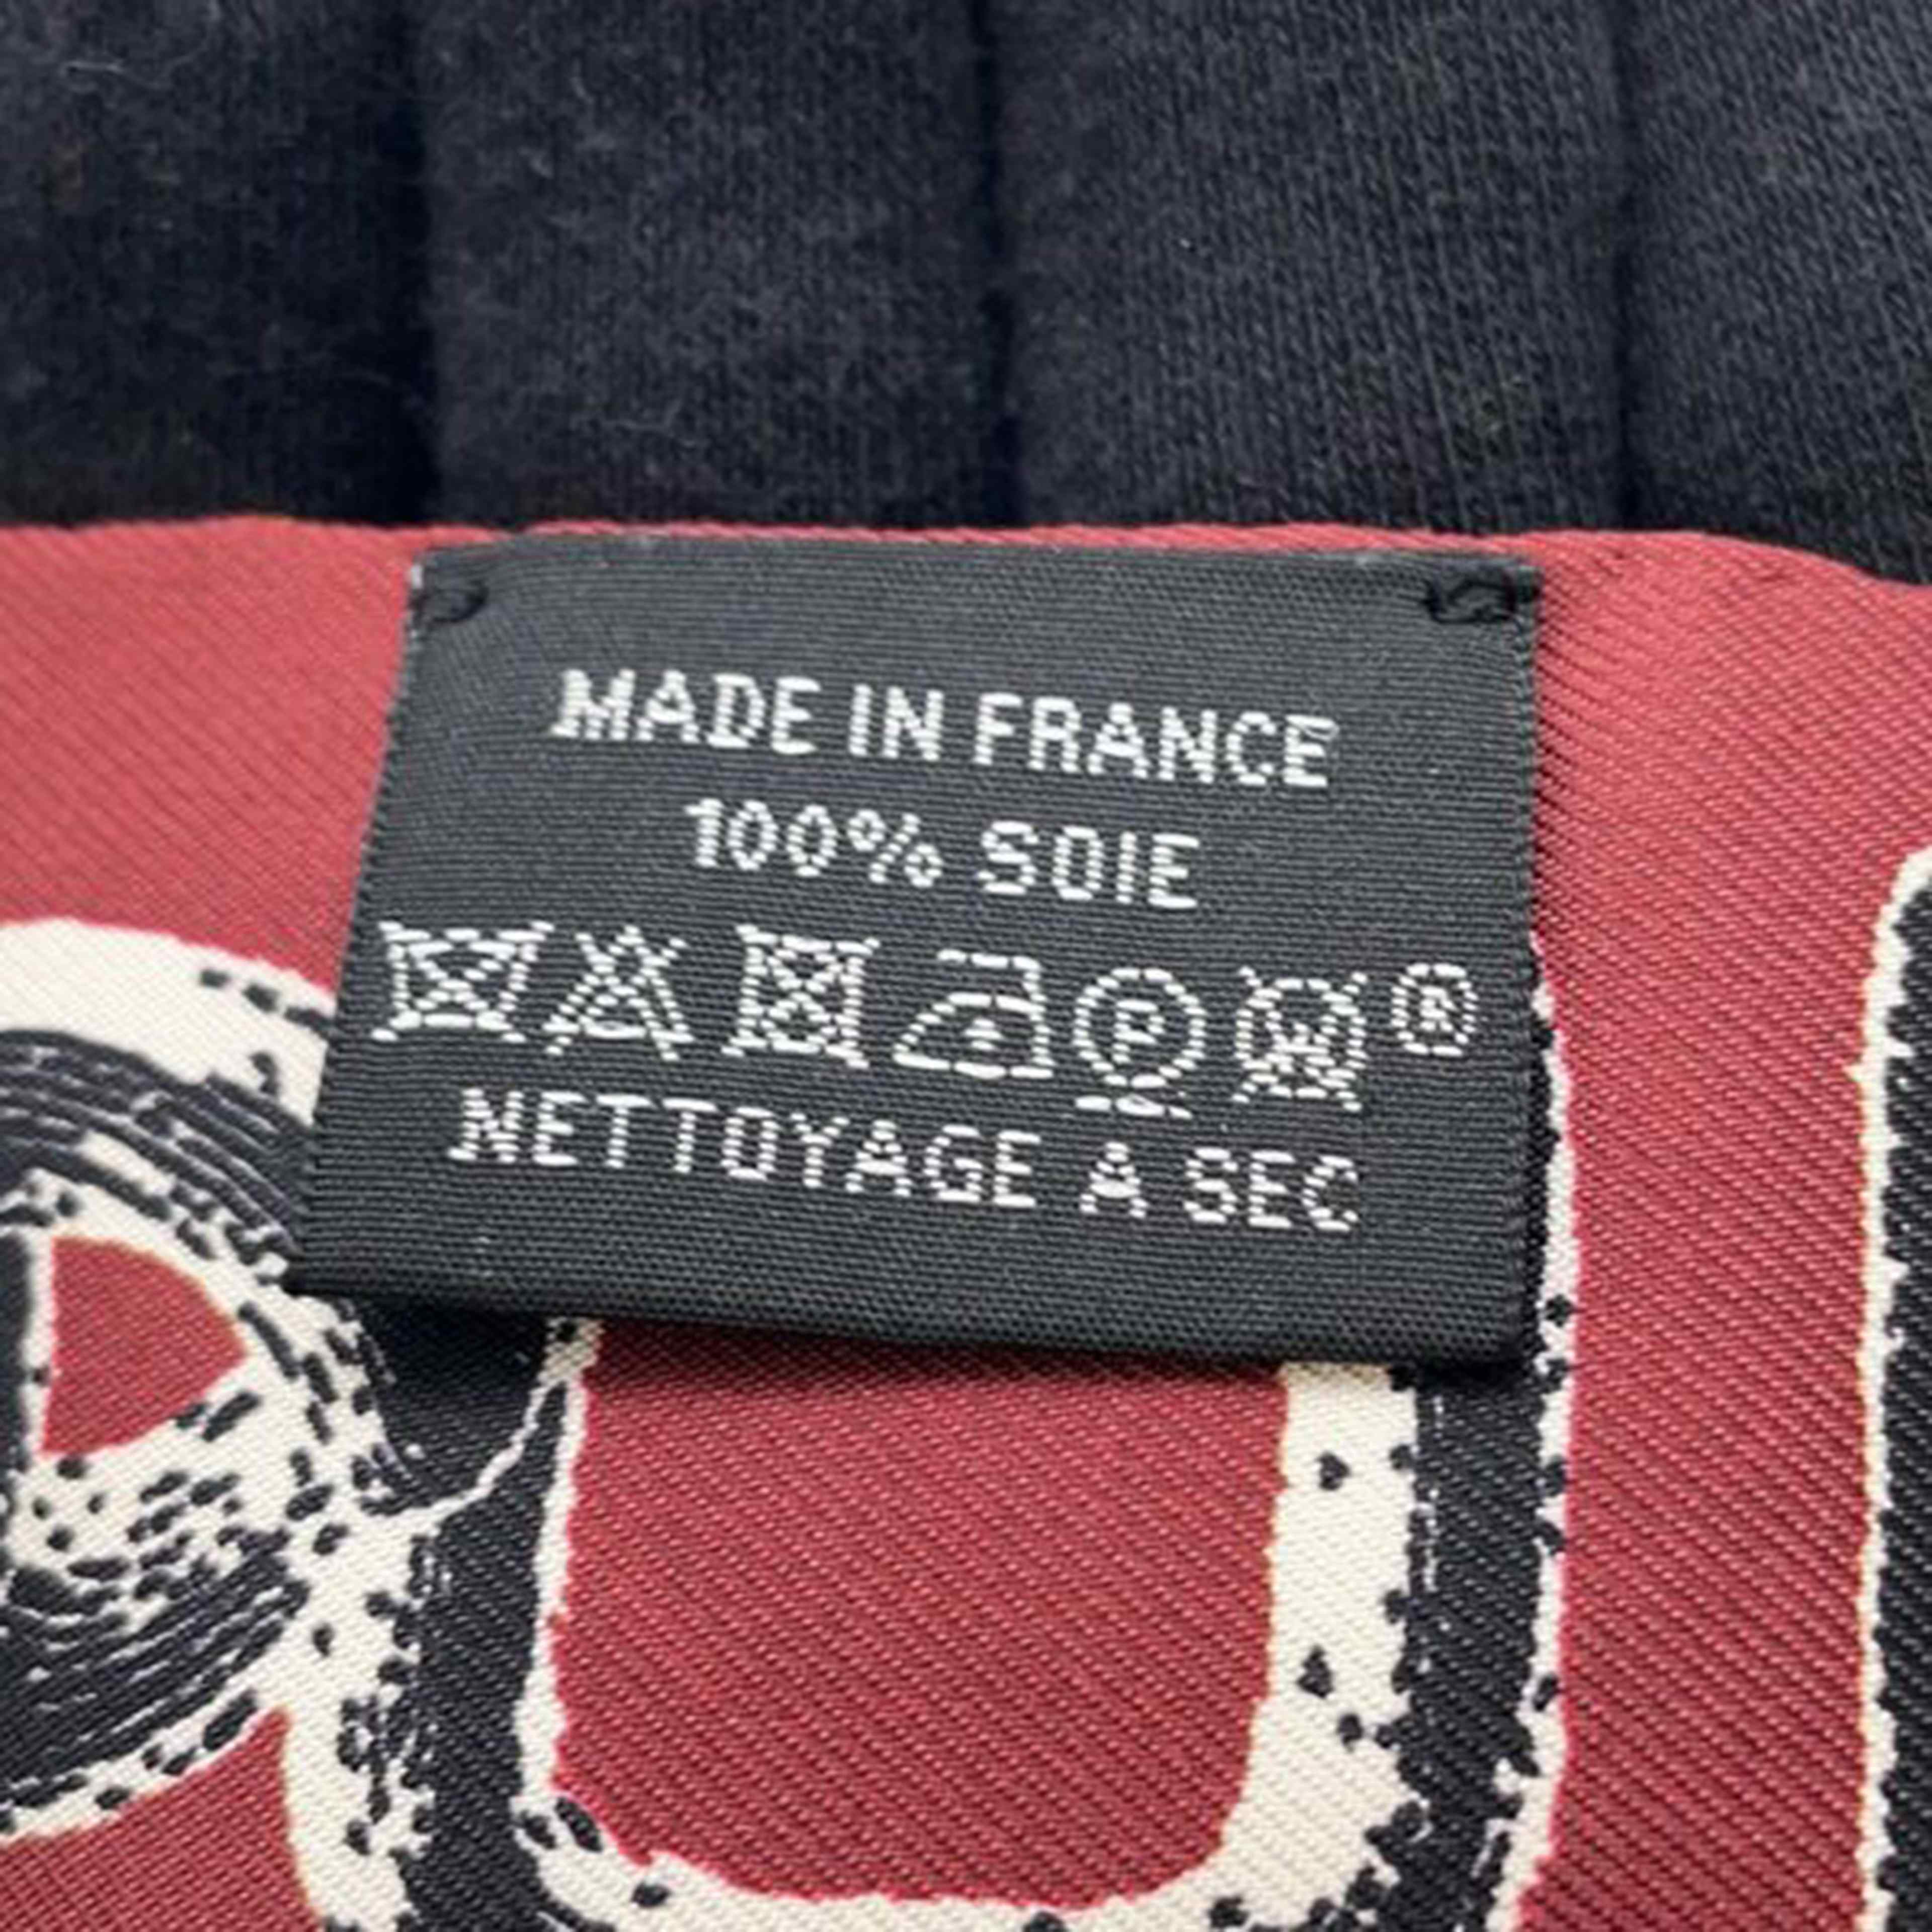 MADE IN FRANCE
100% SOIE
P W ®
NETTOYAGE A SEC